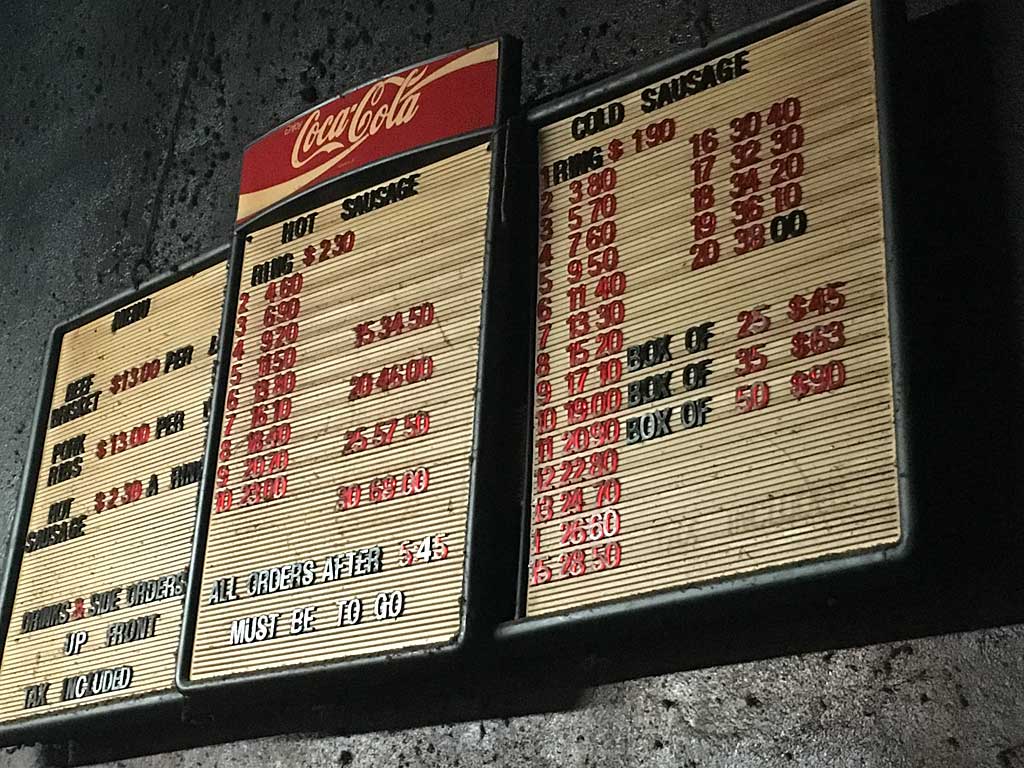 MENU
BEEF
BRISKET $13.00 PER
PORK
RIBS $13.00 PER
HOT
SAUSAGE $2.30 A RING
DRINKS & SIDE ORDERS
UP FRONT
TAX INCLUDED
ENJOY
Coca-Cola
HOT SAUSAGE
RING $2.30
2 4.60
3 6.90
4 9.20
5 11.50
6 13.80
7 16.10
8 18.40
9 20.70
10 23.00
15 34.50
20 46.00
25 57.50
30 69.00
ALL ORDERS AFTER 5:45
MUST BE TO GO
COLD SAUSAGE
1 RING $1.90
2 3.80
3 5.70
4 7.60
5 9.50
6 11.40
7 13.30
8 15.20
9 17.10
10 19.00
11 20.90
12 22.80
13 24.70
1 26.60
15 28.50
16 30.40
17 32.30
18 34.20
19 36.10
20 38.00
BOX OF 25 $45
BOX OF 35 $63
BOX OF 50 $90